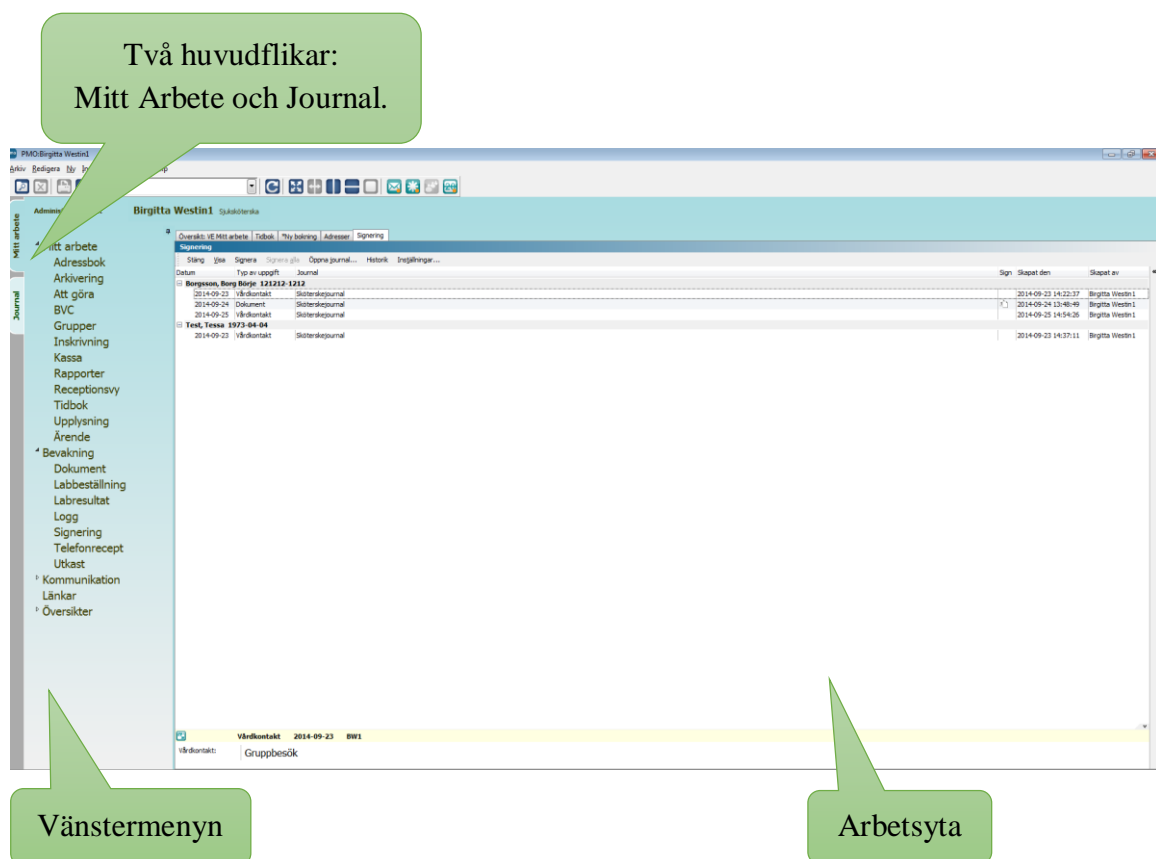 Två huvudflikar:
Mitt Arbete och Journal.
PMO:Birgitta Westin1
Arkiv Redigera Ny
Birgitta Westin1 Sjuksköterska
Mitt arbete
Journal
Mitt arbete
Adressbok
Arkivering
Att göra
BVC
Grupper
Inskrivning
Kassa
Rapporter
Receptionsvy
Tidbok
Upplysning
Ärende
Bevakning
Dokument
Labbeställning
Labresultat
Logg
Signering
Telefonrecept
Utkast
Kommunikation
Länkar
Översikter
Översikt: VE Mitt arbete Tidbok *Ny bokning Adresser Signering
Signering
Stäng Visa Signera Signera alla Öppna journal... Historik Inställningar...
Datum Typ av uppgift Journal Sign Skapat den Skapat av
Borgsson, Borg Börje 121212-1212
2014-09-23 Vårdkontakt Sköterskejournal 2014-09-23 14:22:37 Birgitta Westin1
2014-09-24 Dokument Sköterskejournal 2014-09-24 13:48:49 Birgitta Westin1
2014-09-25 Vårdkontakt Sköterskejournal 2014-09-25 14:54:26 Birgitta Westin1
Test, Tessa 1973-04-04
2014-09-23 Vårdkontakt Sköterskejournal 2014-09-23 14:37:11 Birgitta Westin1
Vårdkontakt 2014-09-23 BW1
Vårdkontakt: Gruppbesök
Vänstermenyn
Arbetsyta